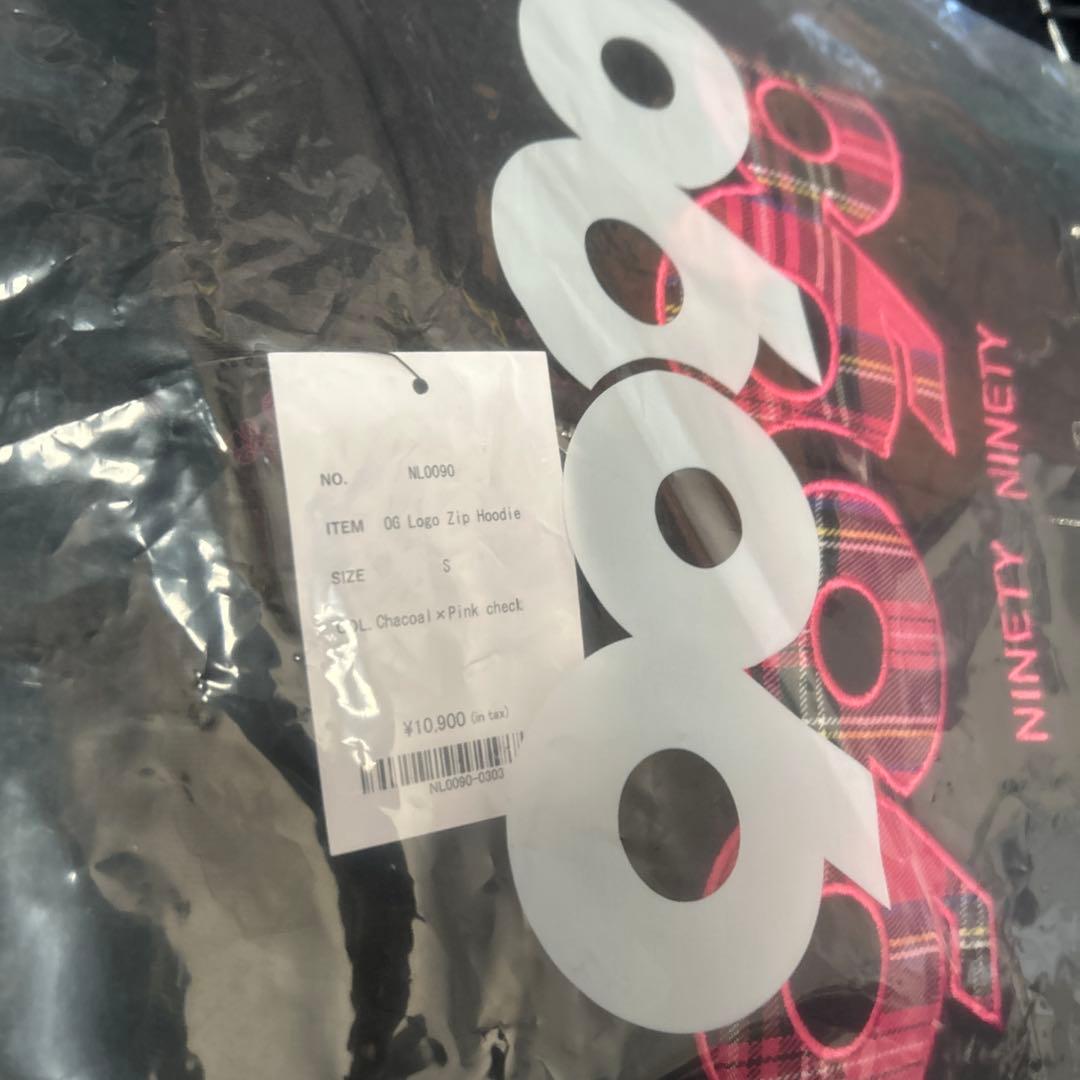 NO. NL0090
ITEM OG Logo Zip Hoodie
SIZE S
COL. Chacoal×Pink check
¥10,900 (in tax)
NL0090-0303
NINETY NINETY